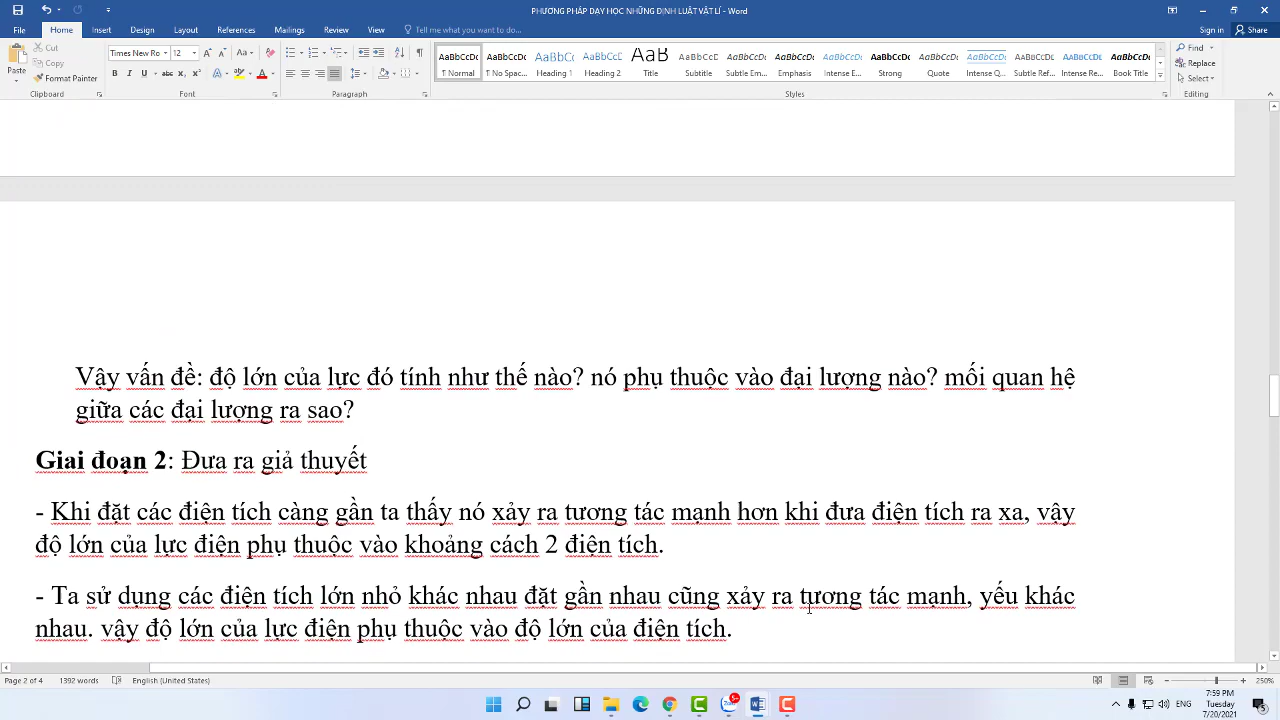 PHƯƠNG PHÁP DẠY HỌC NHỮNG ĐỊNH LUẬT VẬT LÍ - Word
File Home Insert Design Layout References Mailings Review View Tell me what you want to do... Sign in Share
Paste Cut Copy Format Painter Clipboard
Times New Ro 12 Font
Paragraph
AaBbCcDc AaBbCcDc AaBbCc AaBbCcC AaB AaBbCcC AaBbCcDc AaBbCcDc AaBbCcDc AaBbCcDc AaBbCcDc AaBbCcDc AaBbCcDc AaBbCcDc AaBbCcDc
¶ Normal ¶ No Spac... Heading 1 Heading 2 Title Subtitle Subtle Em... Emphasis Intense E... Strong Quote Intense Q... Subtle Ref... Intense Re... Book Title
Styles
Find Replace Select Editing
Vậy vấn đề: độ lớn của lực đó tính như thế nào? nó phụ thuộc vào đại lượng nào? mối quan hệ
giữa các đại lượng ra sao?
Giai đoạn 2: Đưa ra giả thuyết
- Khi đặt các điện tích càng gần ta thấy nó xảy ra tương tác mạnh hơn khi đưa điện tích ra xa, vậy
độ lớn của lực điện phụ thuộc vào khoảng cách 2 điện tích.
- Ta sử dụng các điện tích lớn nhỏ khác nhau đặt gần nhau cũng xảy ra tương tác mạnh, yếu khác
nhau. vậy độ lớn của lực điện phụ thuộc vào độ lớn của điện tích.
Page 2 of 4 1392 words English (United States) 250%
5+ Zalo ENG 7:59 PM
Tuesday
7/20/2021 5